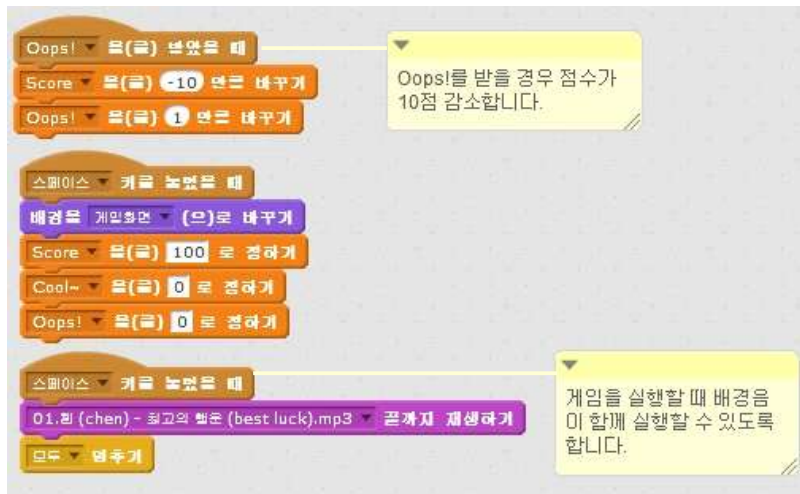 Oops! 을(를) 받았을 때
Score 을(를) -10 만큼 바꾸기
Oops! 을(를) 1 만큼 바꾸기
Oops!를 받을 경우 점수가
10점 감소합니다.
스페이스 키를 눌렀을 때
배경을 게임화면 (으)로 바꾸기
Score 을(를) 100 로 정하기
Cool~ 을(를) 0 로 정하기
Oops! 을(를) 0 로 정하기
스페이스 키를 눌렀을 때
01.첸 (chen) - 최고의 행운 (best luck).mp3 끝까지 재생하기
모두 멈추기
게임을 실행할 때 배경음
이 함께 실행할 수 있도록
합니다.